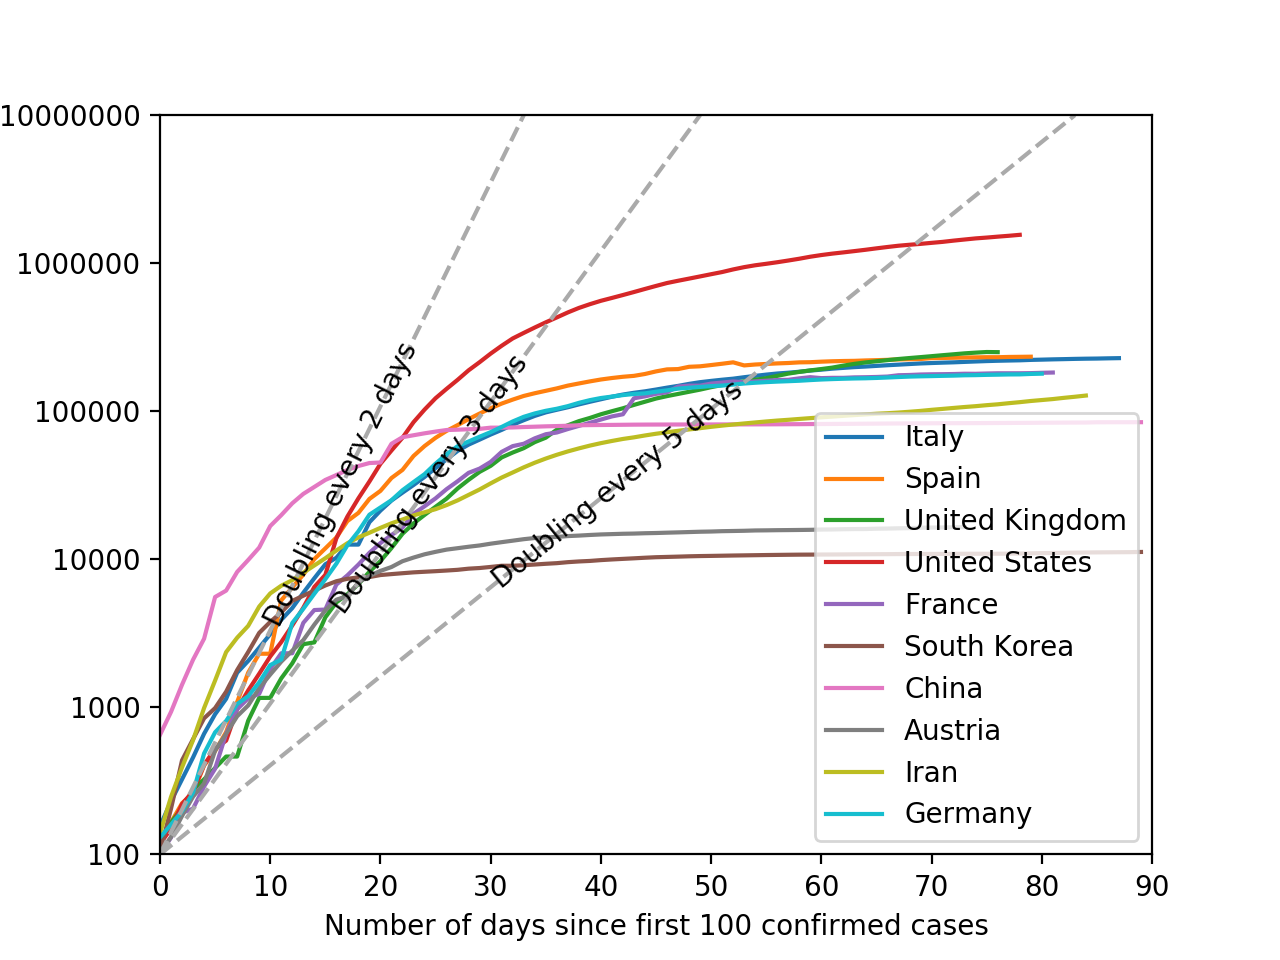 10000000
1000000
100000
10000
1000
100
Doubling every 2 days
Doubling every 3 days
Doubling every 5 days
Italy
Spain
United Kingdom
United States
France
South Korea
China
Austria
Iran
Germany
0 10 20 30 40 50 60 70 80 90
Number of days since first 100 confirmed cases